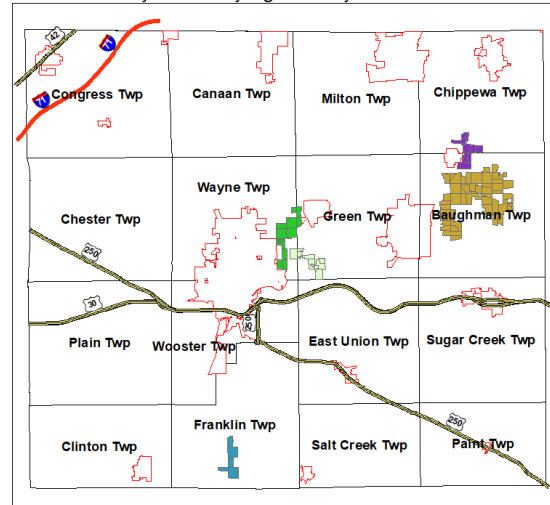 42
71
71
Congress Twp
Canaan Twp
Milton Twp
Chippewa Twp
Wayne Twp
Chester Twp
Green Twp
Baughman Twp
250
30
250
Plain Twp
Wooster Twp
East Union Twp
Sugar Creek Twp
Franklin Twp
250
Clinton Twp
Salt Creek Twp
Paint Twp